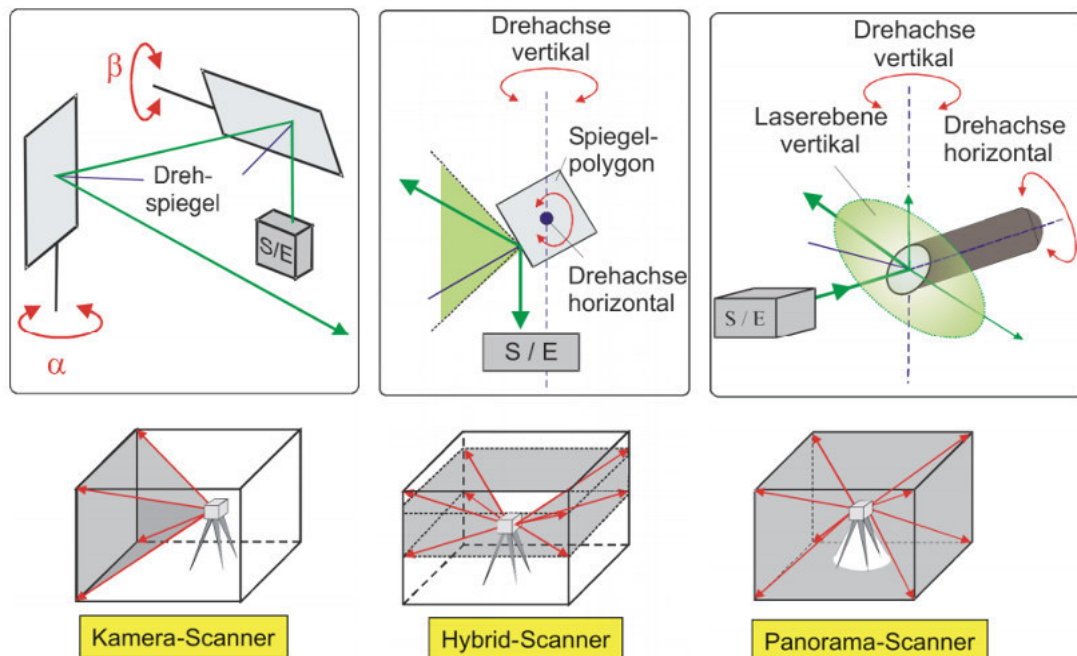 β
Dreh-
spiegel
S/E
α
Drehachse
vertikal
Spiegel-
polygon
Drehachse
horizontal
S / E
Drehachse
vertikal
Laserebene
vertikal
Drehachse
horizontal
S / E
Kamera-Scanner
Hybrid-Scanner
Panorama-Scanner